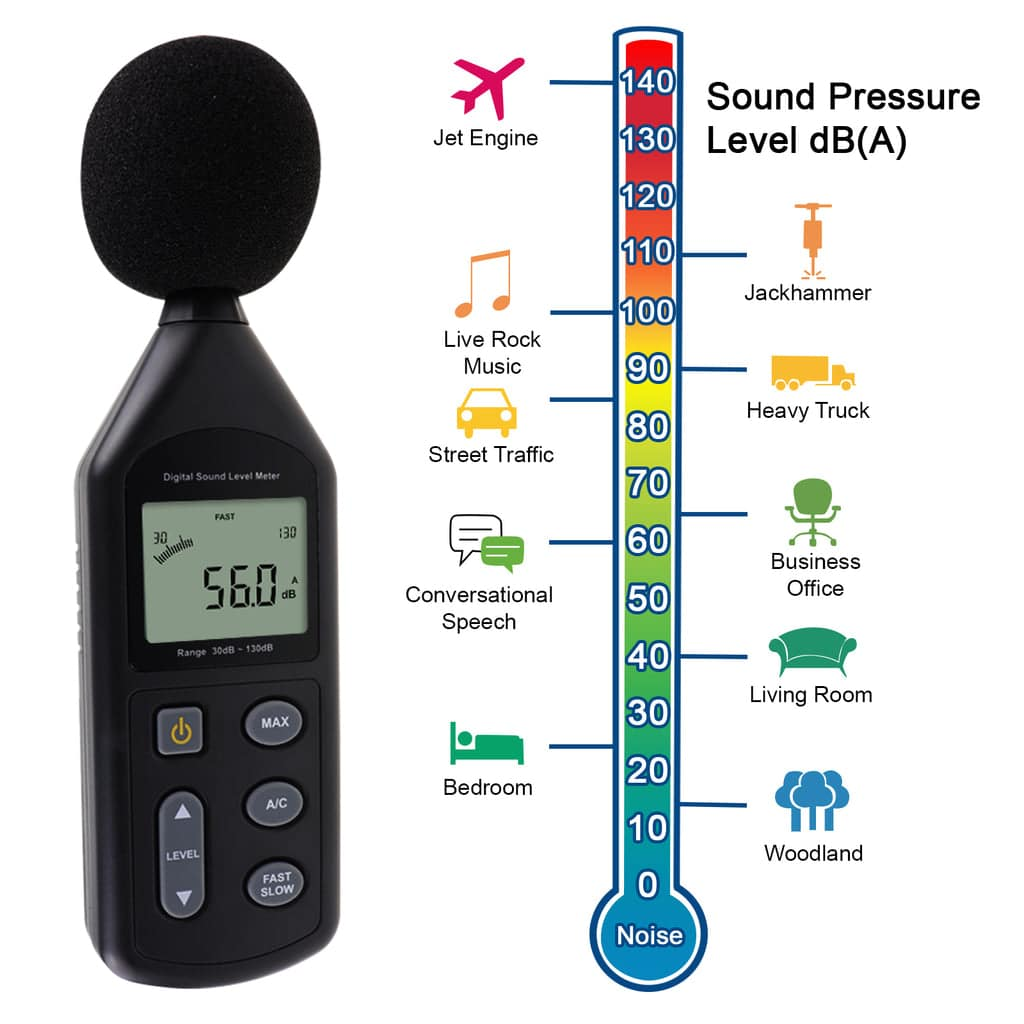 Digital Sound Level Meter
FAST
30
130
56.0
A
dB
Range 30dB ~ 130dB
MAX
A/C
LEVEL
FAST
SLOW
Sound Pressure
Level dB(A)
Jet Engine
Live Rock
Music
Street Traffic
Conversational
Speech
Bedroom
140
130
120
110
100
90
80
70
60
50
40
30
20
10
0
Noise
Jackhammer
Heavy Truck
Business
Office
Living Room
Woodland